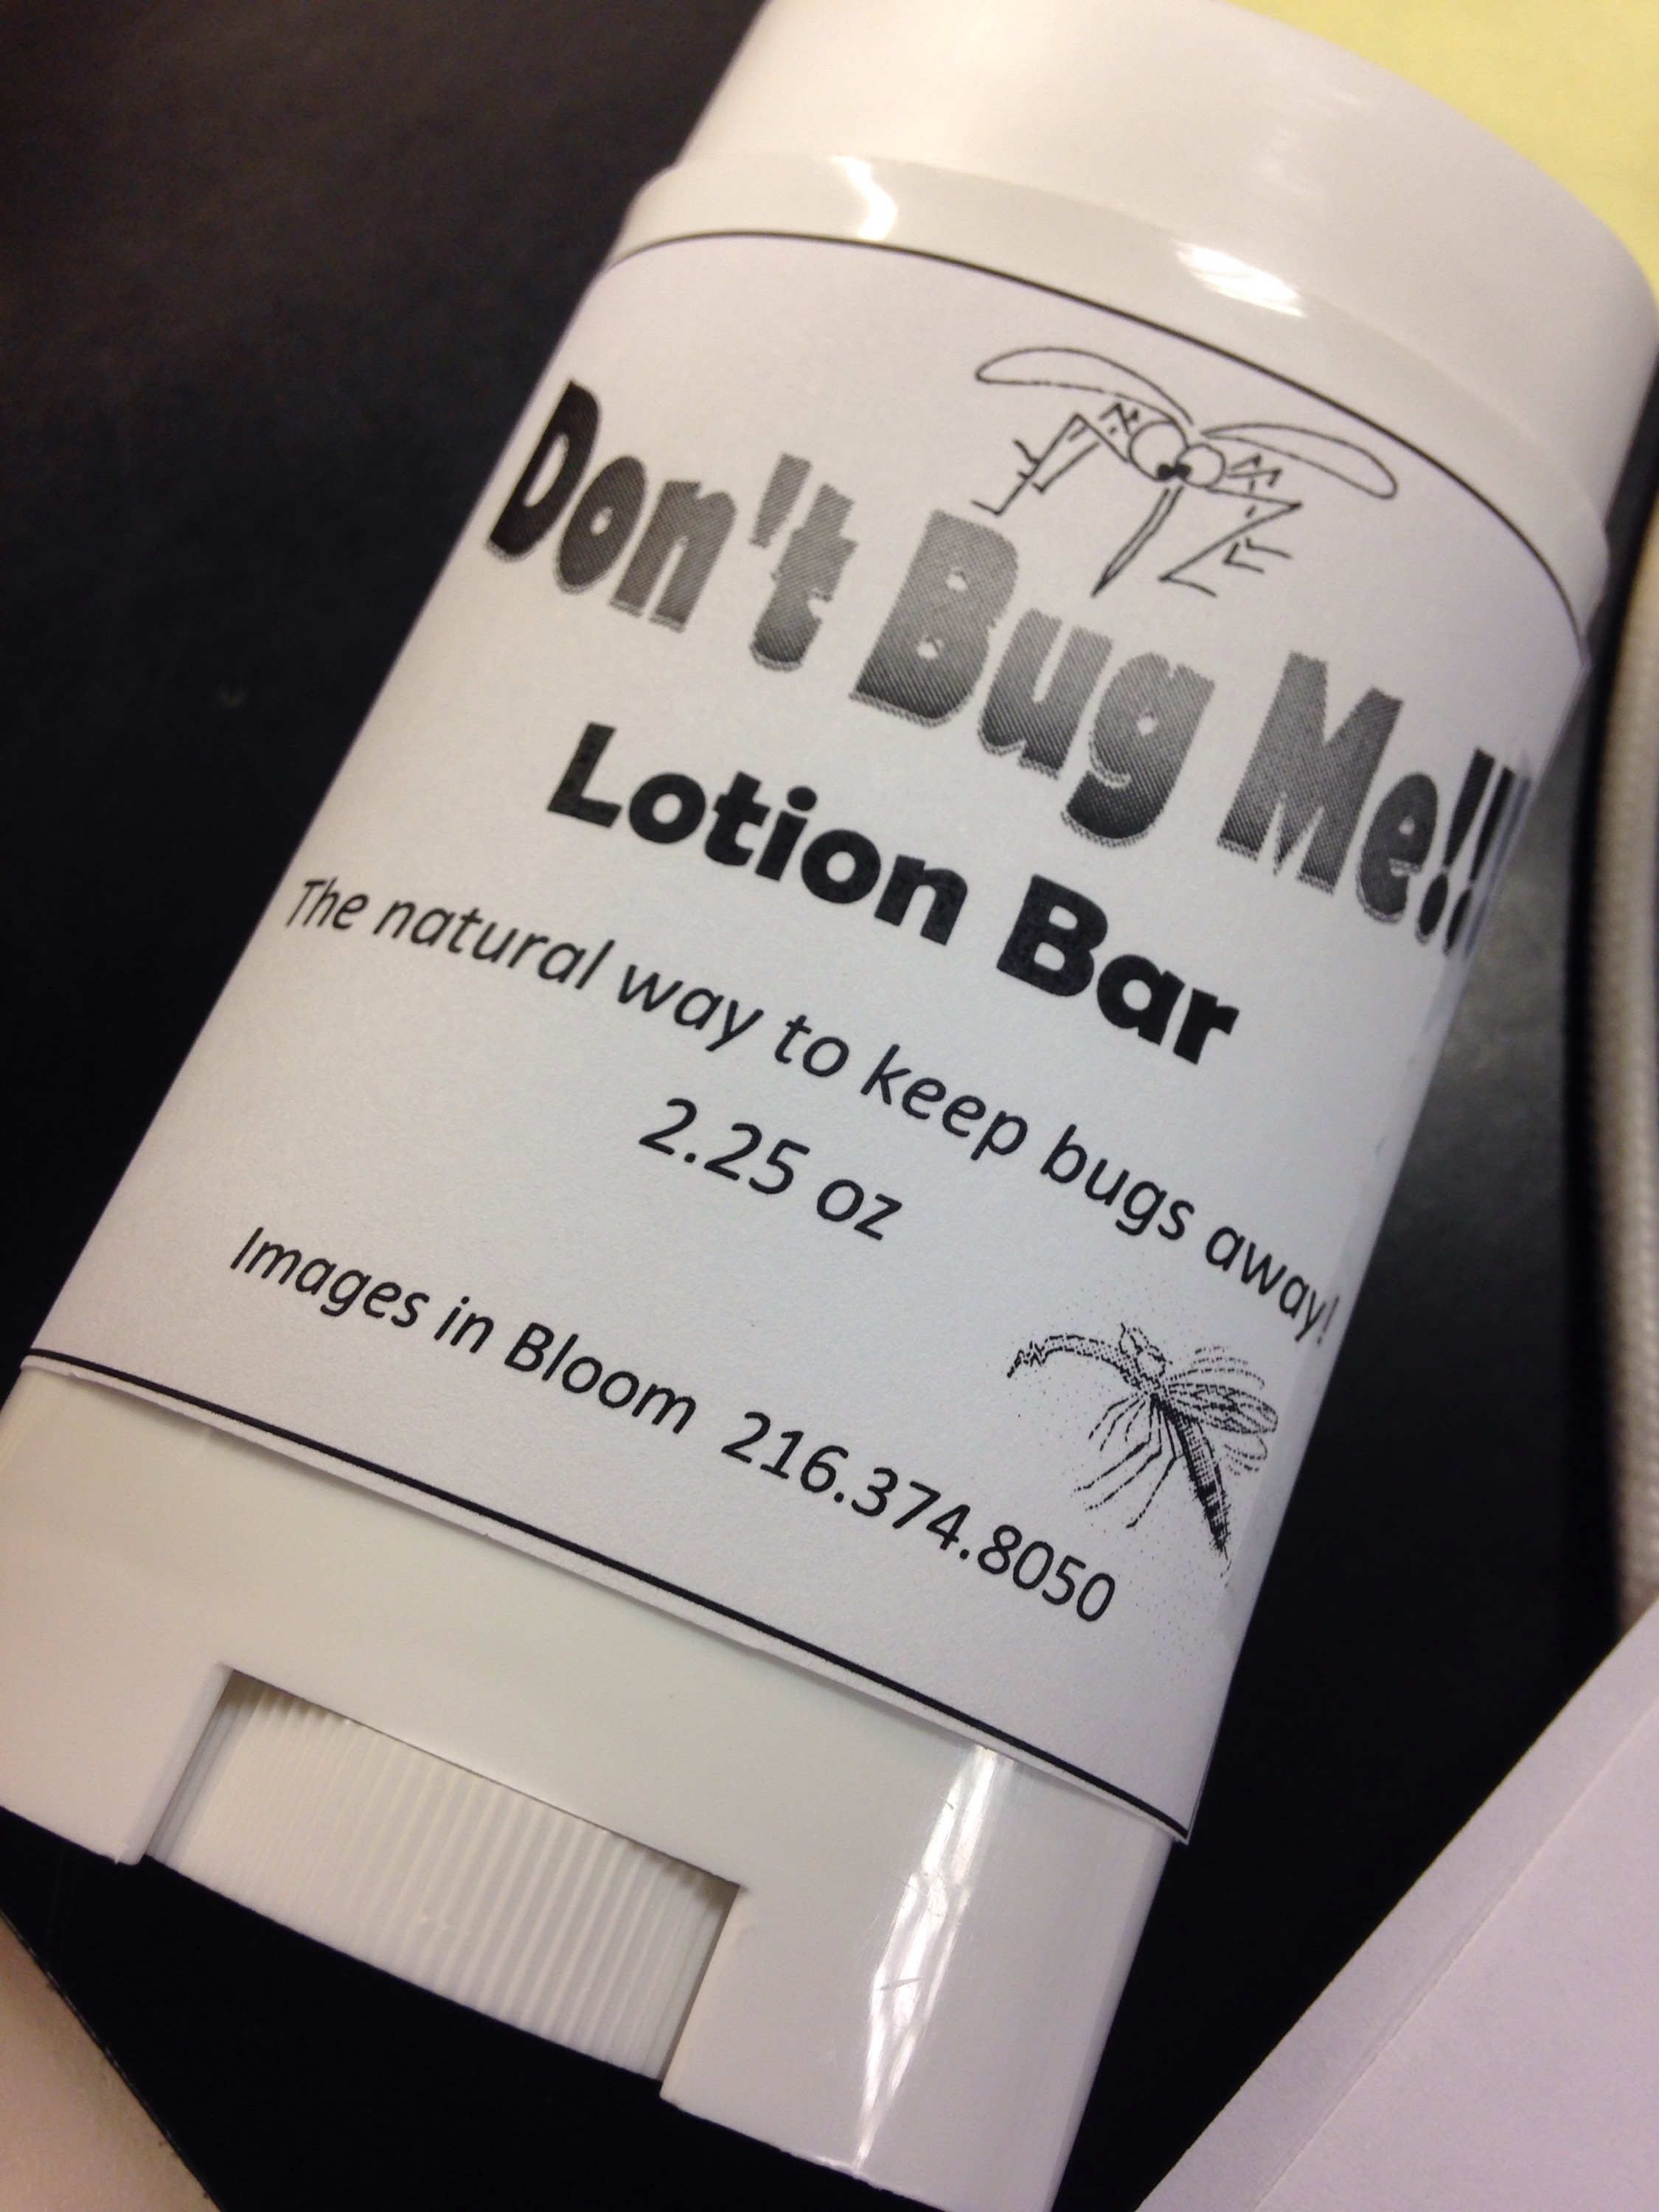 Don't Bug Me!!!
Lotion Bar
The natural way to keep bugs away!
2.25 oz
Images in Bloom 216.374.8050